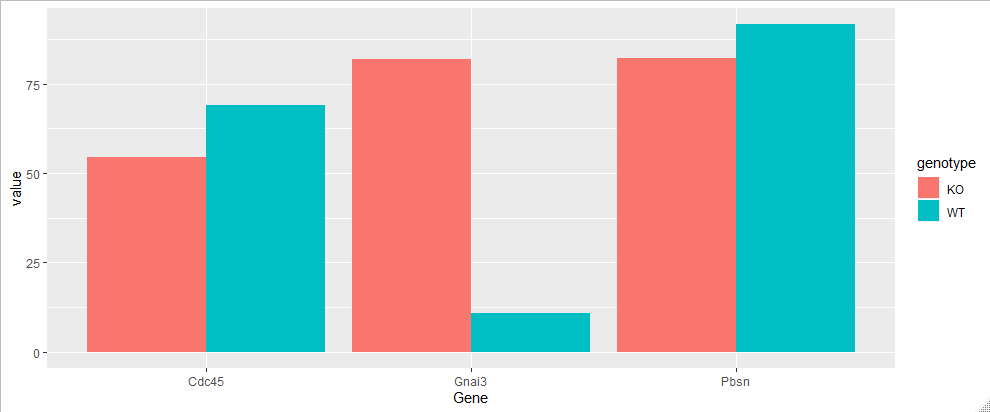 75
50
25
0
value
Cdc45 Gnai3 Pbsn
Gene
genotype
KO
WT